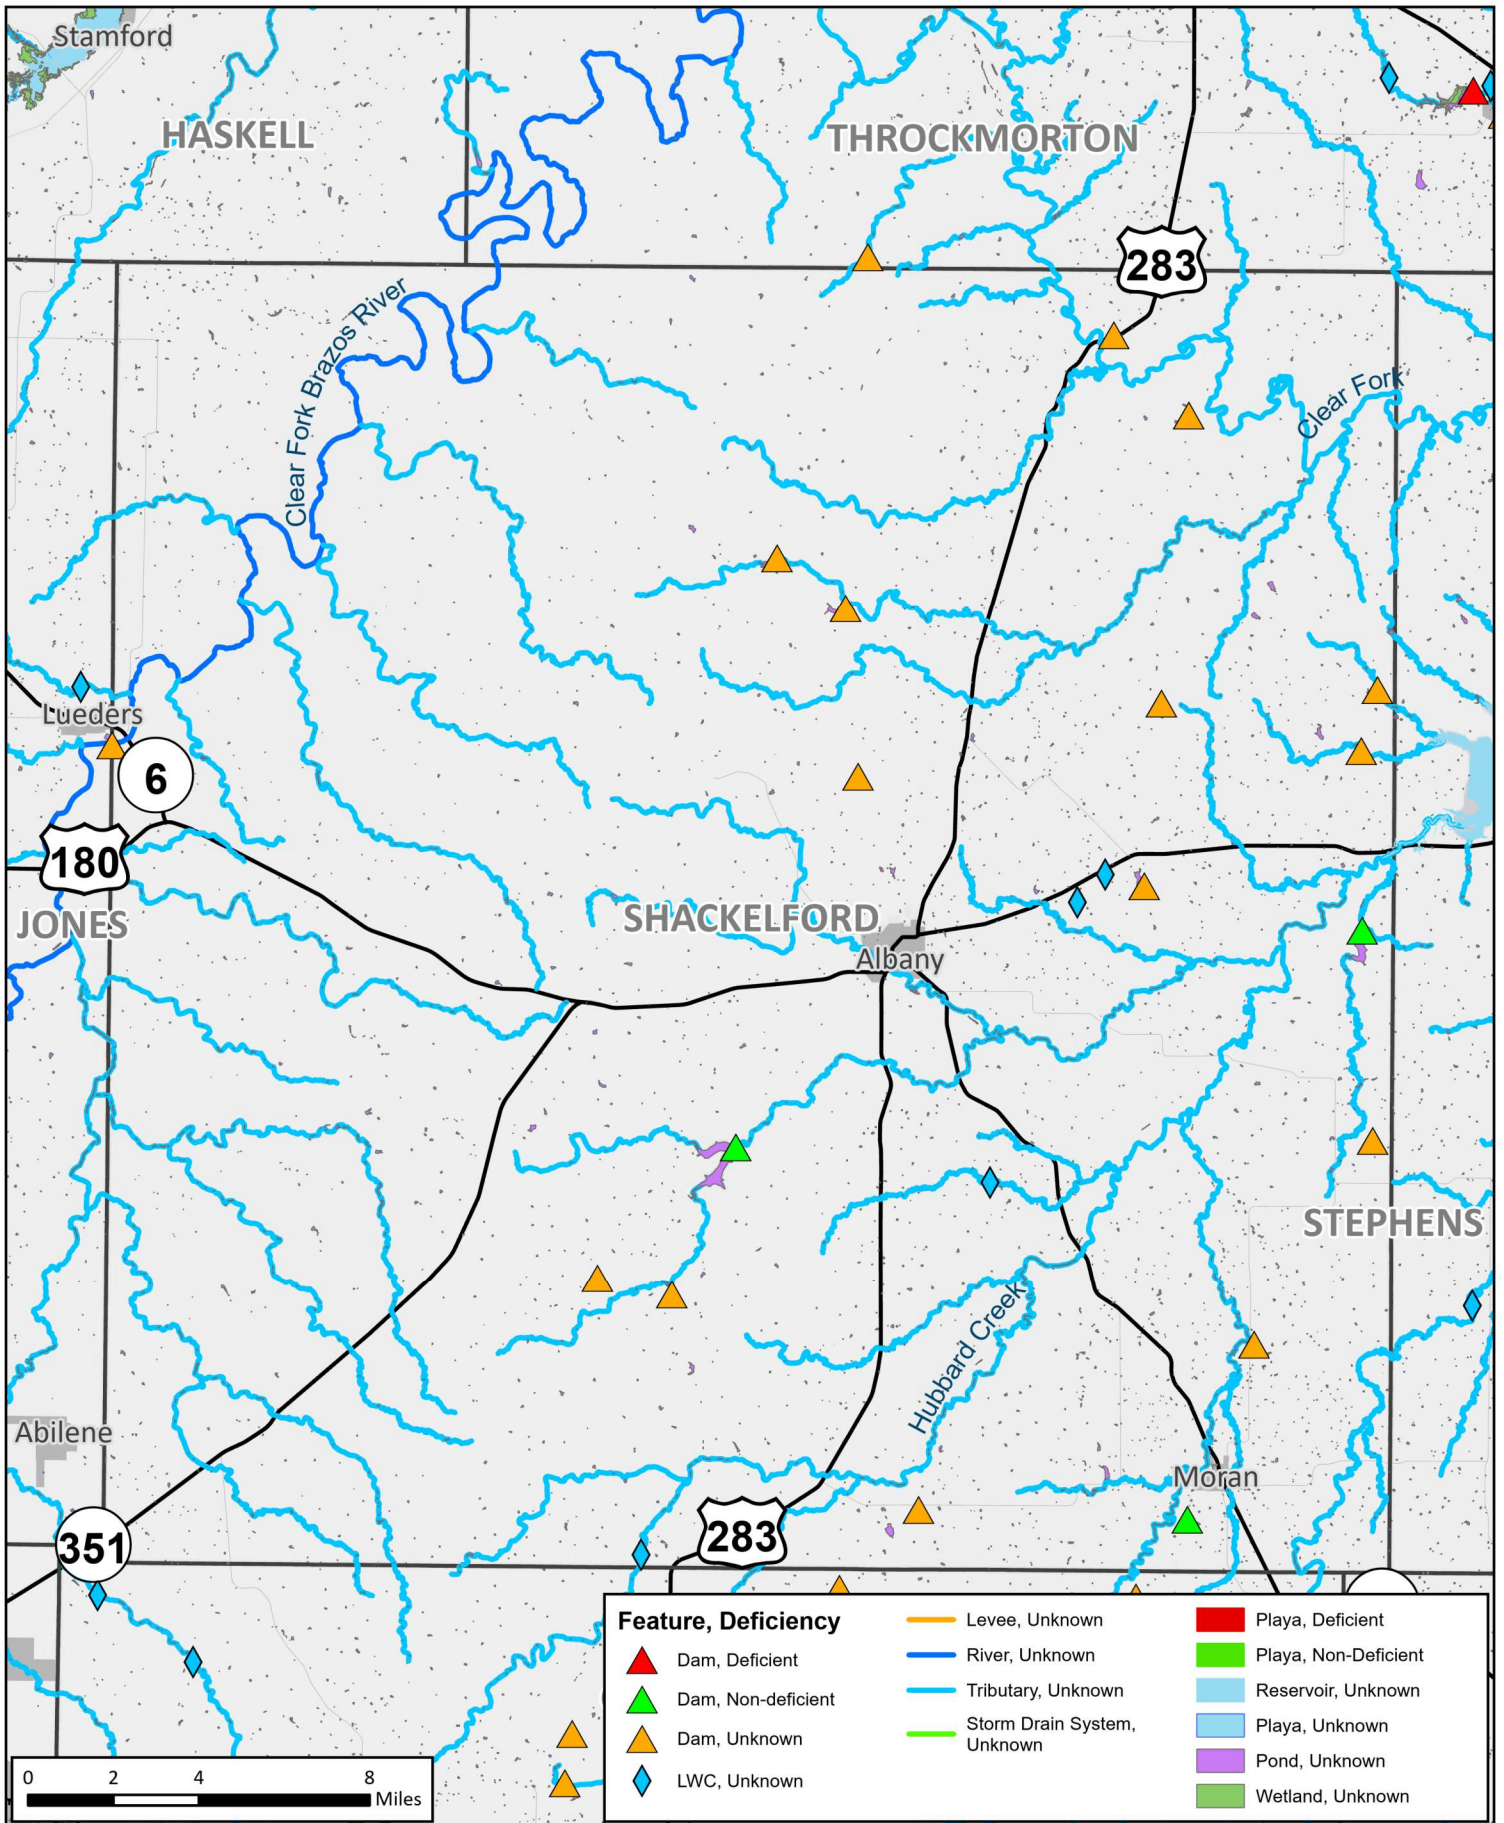 Stamford
HASKELL
THROCKMORTON
283
Clear Fork Brazos River
Clear Fork
Lueders
6
180
JONES
SHACKELFORD
Albany
STEPHENS
Hubbard Creek
Abilene
Moran
351
283
Feature, Deficiency
Dam, Deficient
Dam, Non-deficient
Dam, Unknown
LWC, Unknown
Levee, Unknown
River, Unknown
Tributary, Unknown
Storm Drain System,
Unknown
Playa, Deficient
Playa, Non-Deficient
Reservoir, Unknown
Playa, Unknown
Pond, Unknown
Wetland, Unknown
0 2 4 8
Miles